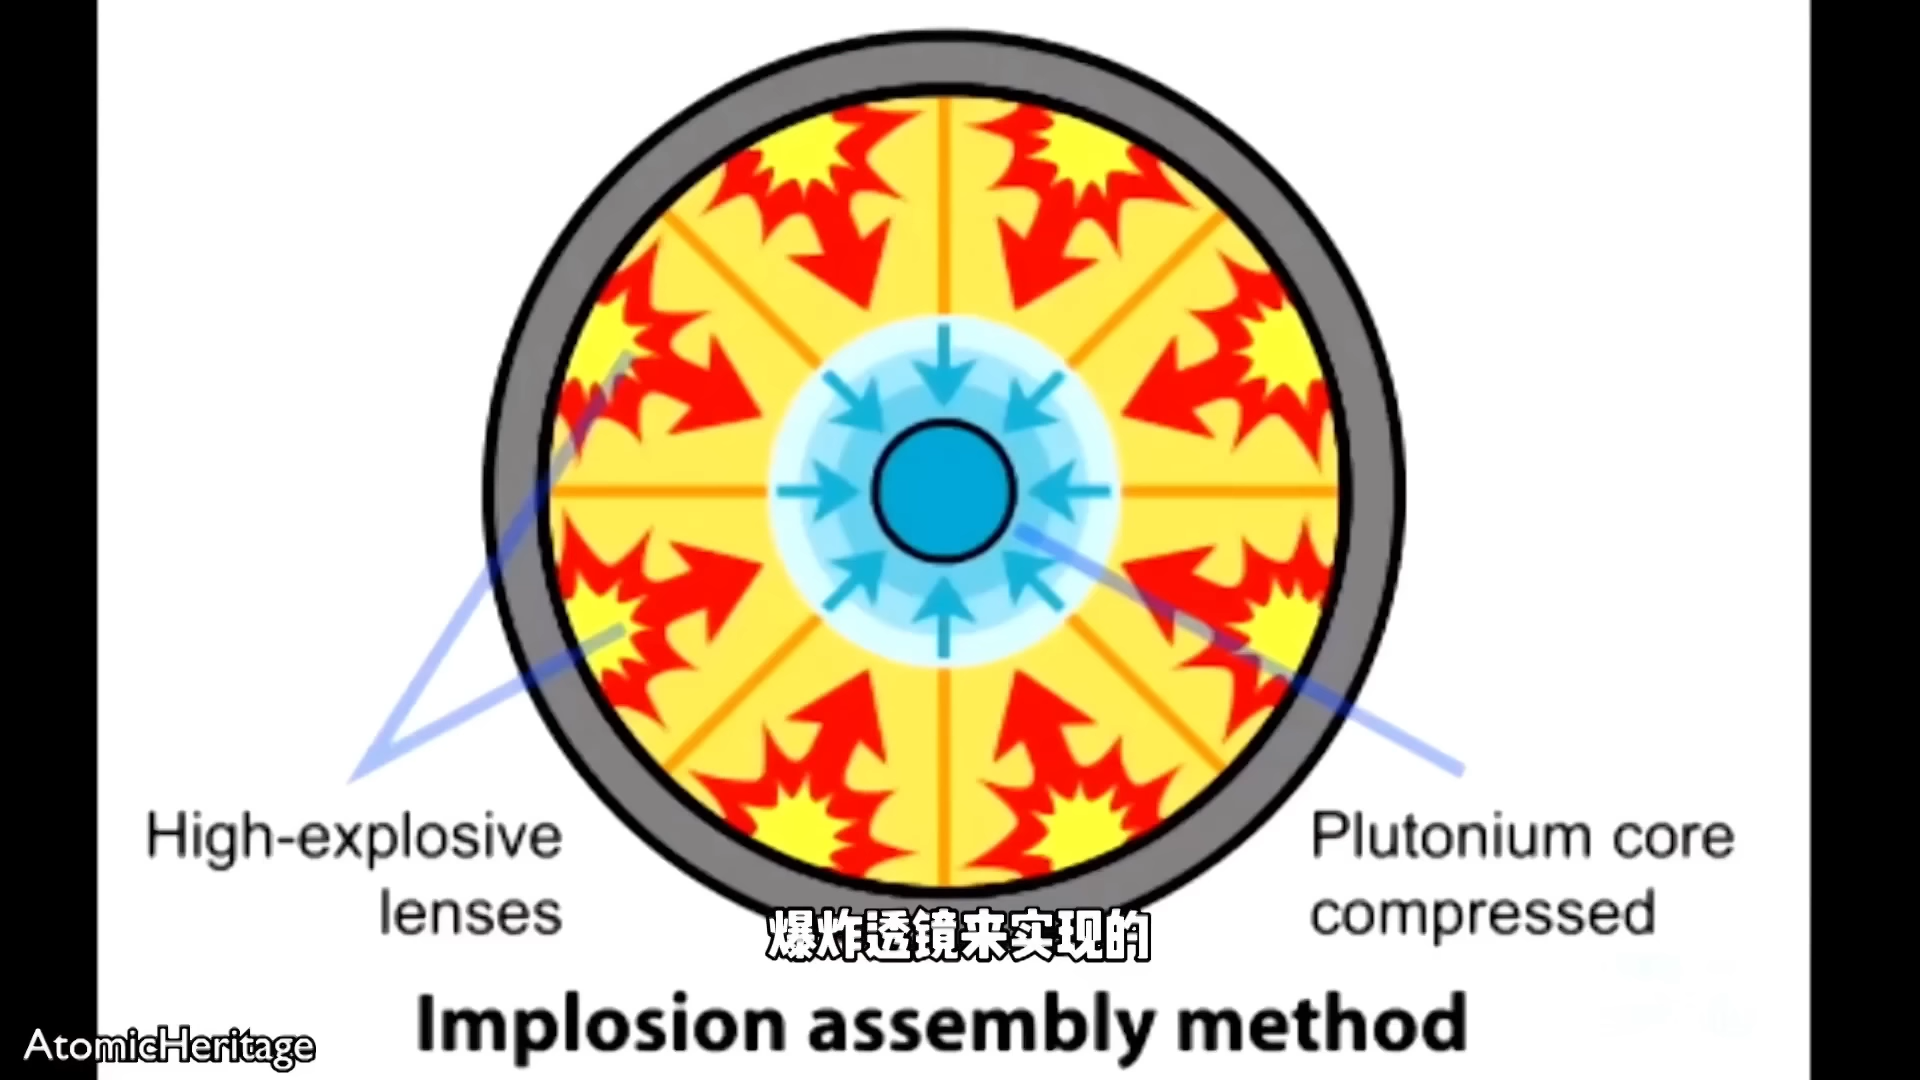 High-explosive
lenses
Plutonium core
compressed
爆炸透镜来实现的
Implosion assembly method
AtomicHeritage